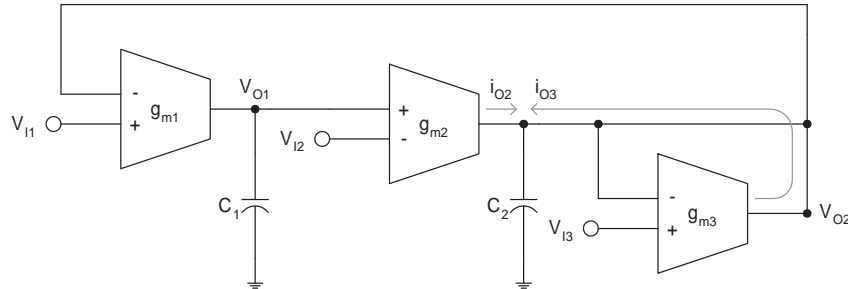 -
g_m1
+
V_I1
V_O1
C_1
+
g_m2
-
V_I2
i_O2
i_O3
C_2
-
g_m3
+
V_I3
V_O2